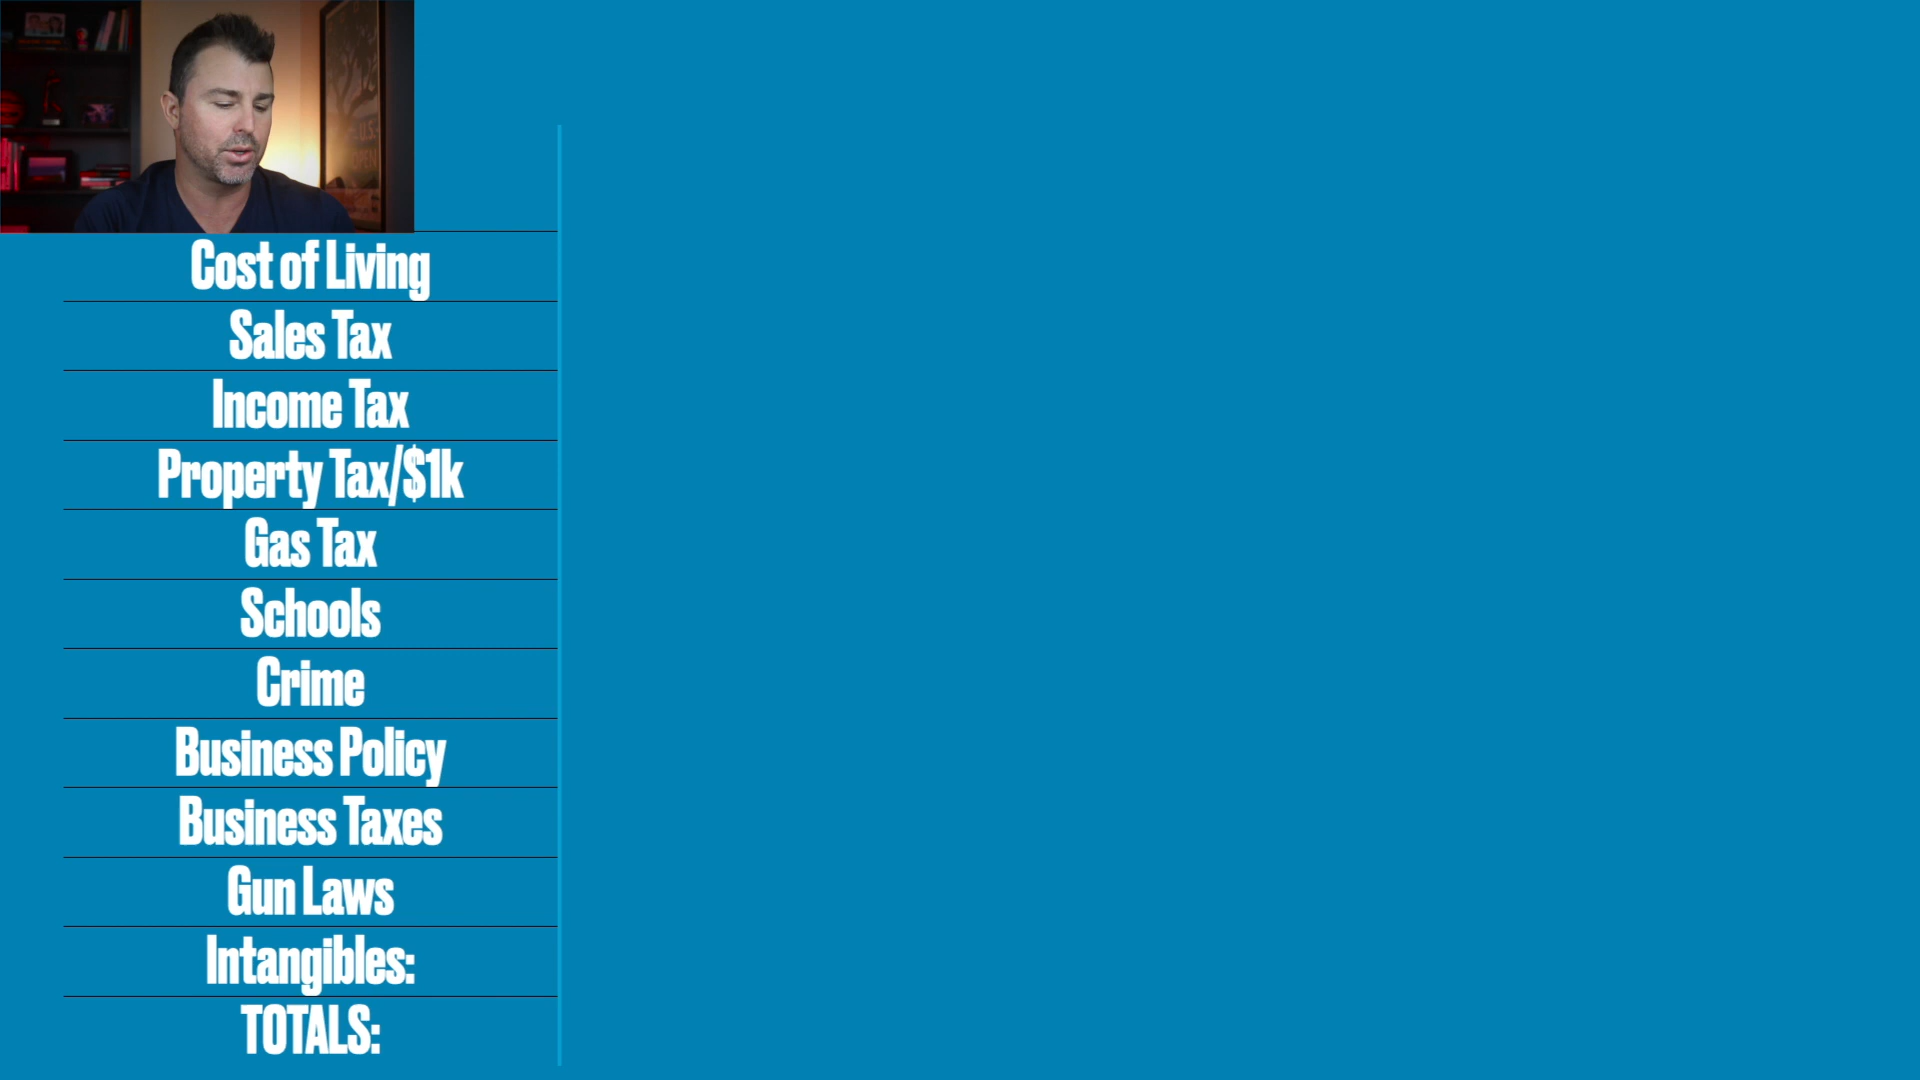 Cost of Living
Sales Tax
Income Tax
Property Tax/$1k
Gas Tax
Schools
Crime
Business Policy
Business Taxes
Gun Laws
Intangibles:
TOTALS: